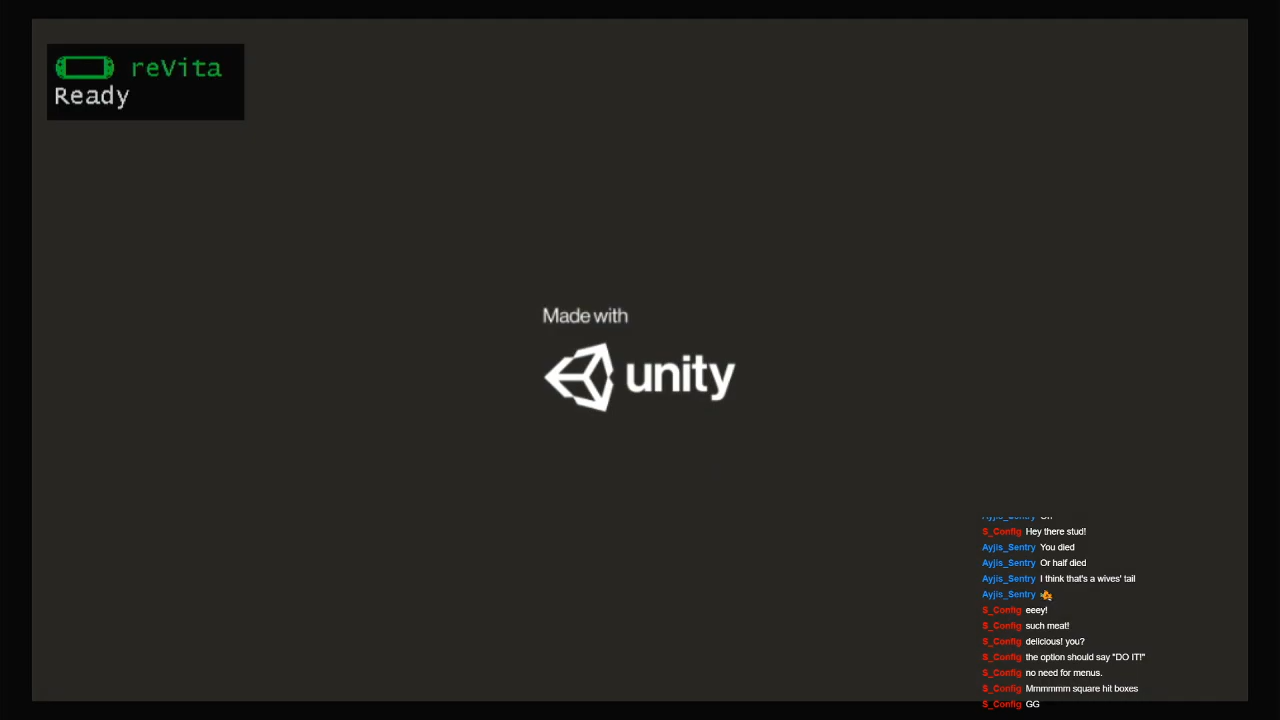 reVita
Ready
Made with
unity
Ayjis_Sentry
S_Config Hey there stud!
Ayjis_Sentry You died
Ayjis_Sentry Or half died
Ayjis_Sentry I think that's a wives' tail
Ayjis_Sentry
S_Config eeey!
S_Config such meat!
S_Config delicious! you?
S_Config the option should say "DO IT!"
S_Config no need for menus.
S_Config Mmmmmm square hit boxes
S_Config GG